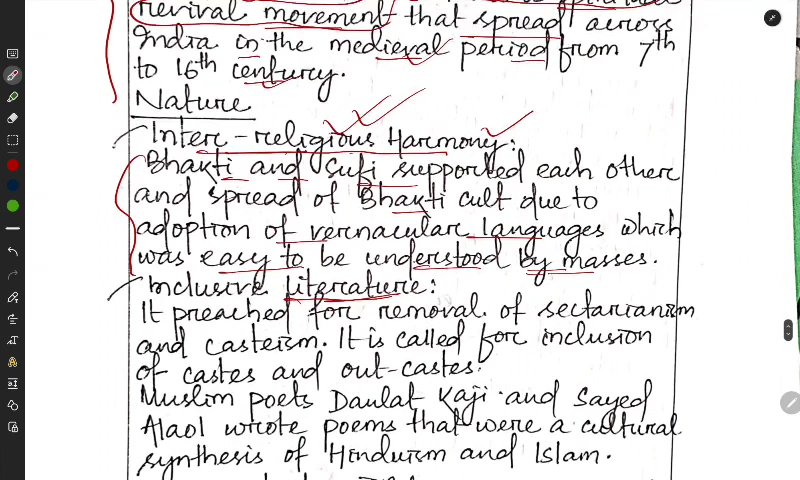 revival movement that spread across
India in the medieval period from 7th
to 16th century.
Nature
Inter-religious Harmony:
Bhakti and Sufi supported each other
and spread of Bhakti cult due to
adoption of vernacular languages which
was easy to be understood by masses.
Inclusive literature:
It preached for removal of sectarianism
and casteism. It is called for inclusion
of castes and out-castes.
Muslim poets Daulat Kaji and Sayed
Alaol wrote poems that were a cultural
synthesis of Hinduism and Islam.